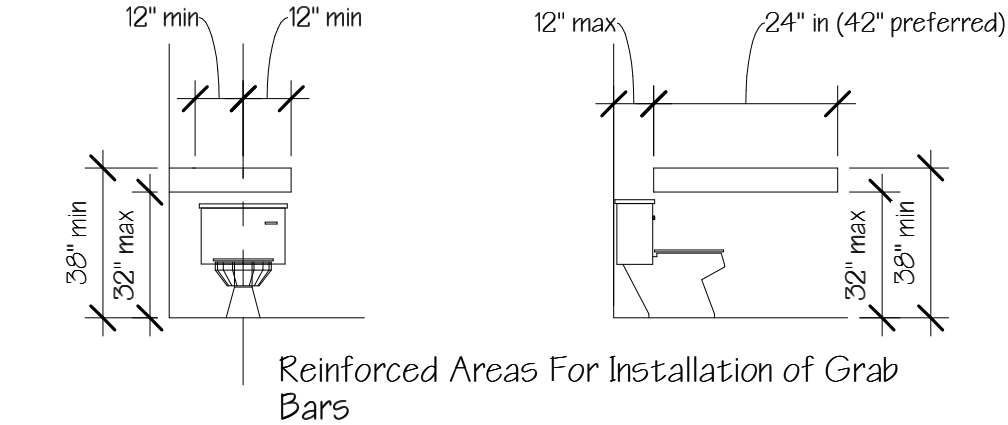 12" min
12" min
12" max
24" in (42" preferred)
38" min
32" max
32" max
38" min
Reinforced Areas For Installation of Grab
Bars